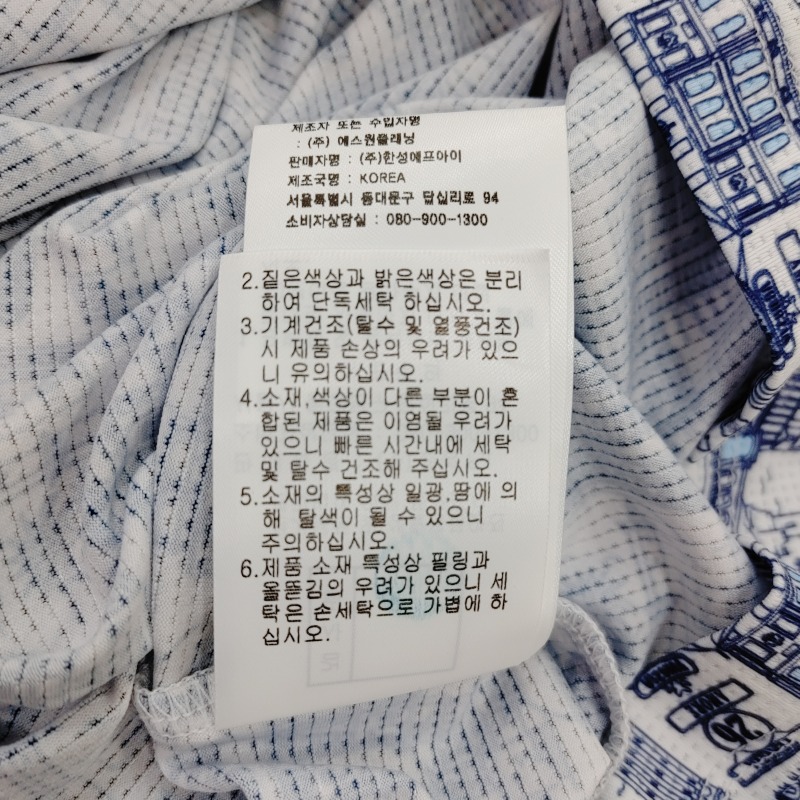 제조자 또는 수입자명
: (주) 에스원플래닝
판매자명 : (주)한성에프아이
제조국명 : KOREA
서울특별시 동대문구 답십리로 94
소비자상담실 : 080-900-1300
2.짙은색상과 밝은색상은 분리
하여 단독세탁 하십시오.
3.기계건조(탈수 및 열풍건조)
시 제품 손상의 우려가 있으
니 유의하십시오.
4.소재,색상이 다른 부분이 혼
합된 제품은 이염될 우려가
있으니 빠른 시간내에 세탁
및 탈수 건조해 주십시오.
5.소재의 특성상 일광,땀에 의
해 탈색이 될 수 있으니
주의하십시오.
6.제품 소재 특성상 필링과
올뜯김의 우려가 있으니 세
탁은 손세탁으로 가볍에 하
십시오.
20